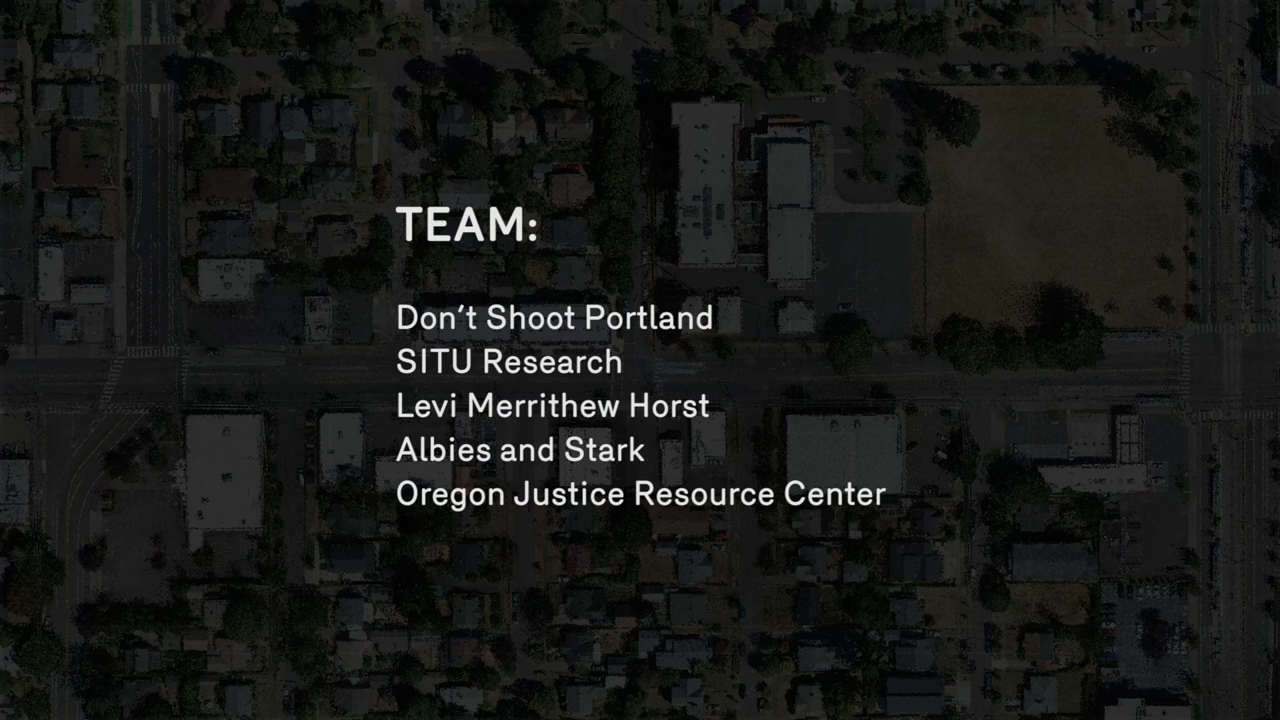 TEAM:
Don't Shoot Portland
SITU Research
Levi Merrithew Horst
Albies and Stark
Oregon Justice Resource Center